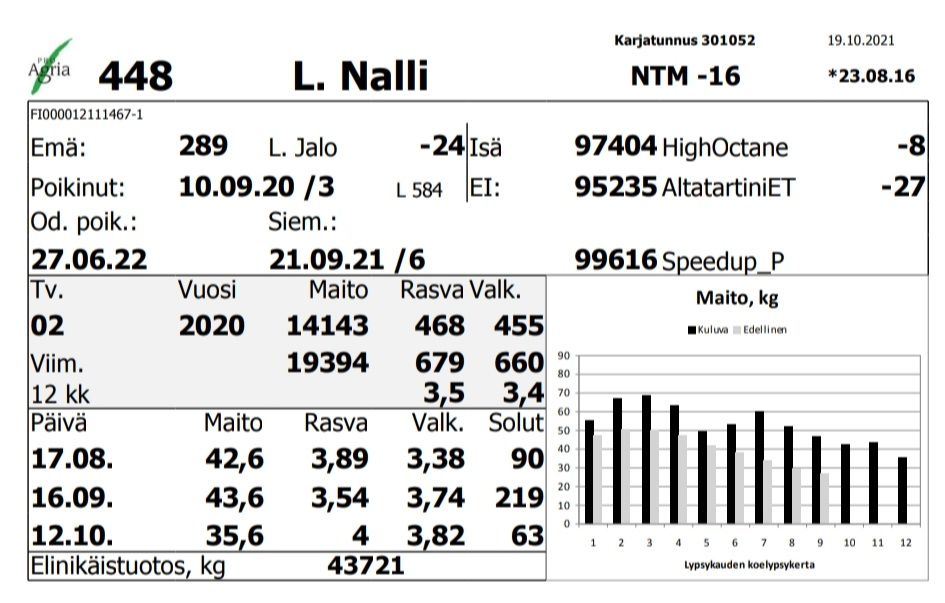 Karjatunnus 301052 19.10.2021
PRO Agria 448 L. Nalli NTM -16 *23.08.16
FI000012111467-1
Emä: 289 L. Jalo -24 Isä 97404 HighOctane -8
Poikinut: 10.09.20 /3 L 584 EI: 95235 AltatartiniET -27
Od. poik.: Siem.:
27.06.22 21.09.21 /6 99616 Speedup_P
Tv. Vuosi Maito Rasva Valk.
02 2020 14143 468 455
Viim. 19394 679 660
12 kk 3,5 3,4
Päivä Maito Rasva Valk. Solut
17.08. 42,6 3,89 3,38 90
16.09. 43,6 3,54 3,74 219
12.10. 35,6 4 3,82 63
Elinikäistuotos, kg 43721
Maito, kg
Kuluva Edellinen
90
80
70
60
50
40
30
20
10
0
1 2 3 4 5 6 7 8 9 10 11 12
Lypsykauden koelypsykerta